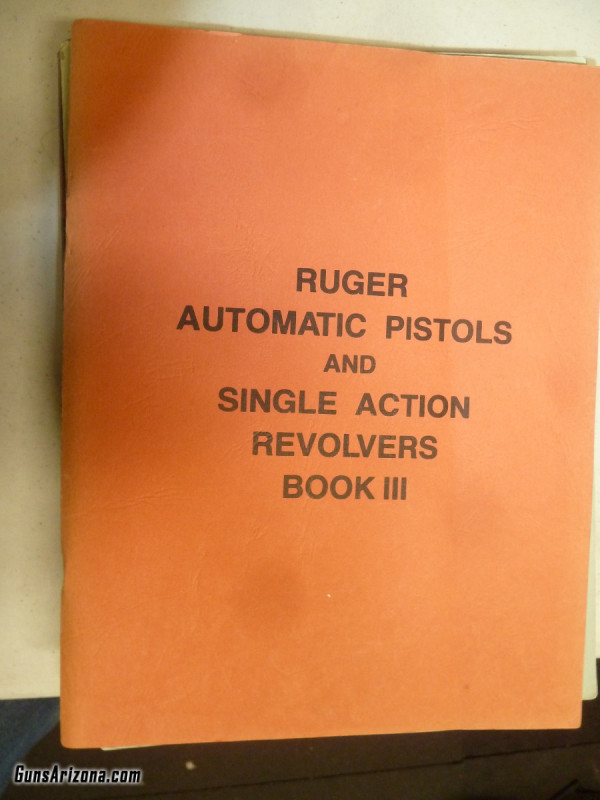 RUGER
AUTOMATIC PISTOLS
AND
SINGLE ACTION
REVOLVERS
BOOK III
GunsArizona.com